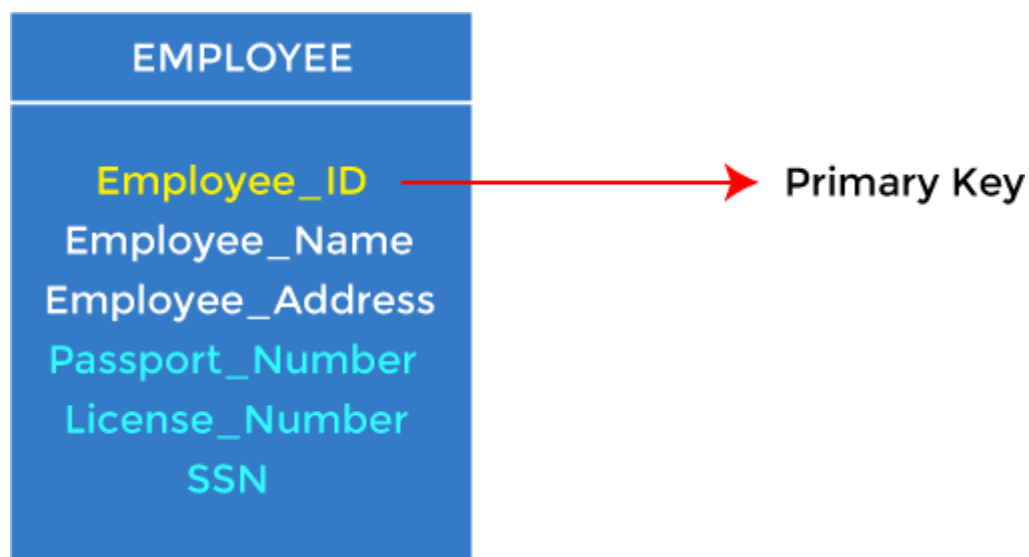 EMPLOYEE
Employee_ID
Primary Key
Employee_Name
Employee_Address
Passport_Number
License_Number
SSN